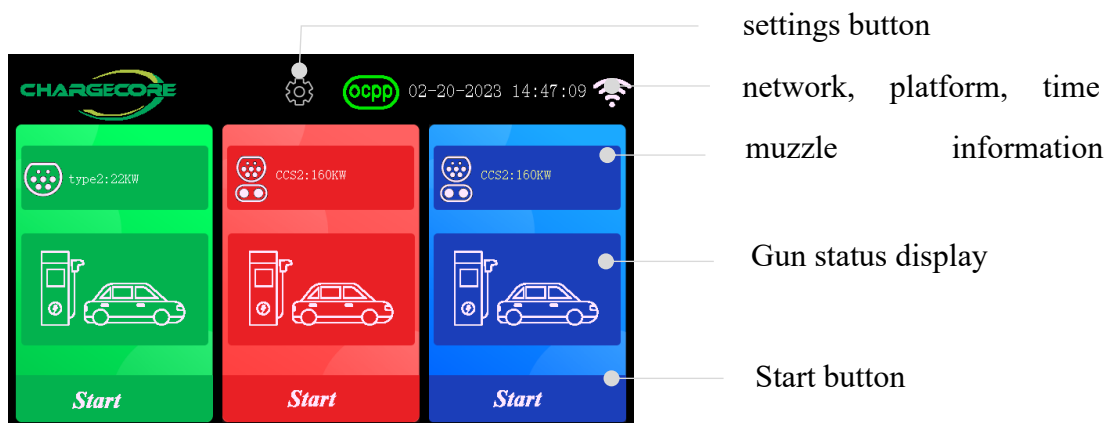 settings button
CHARGECORE
ocpp 02-20-2023 14:47:09
network, platform, time
muzzle information
type2:22KW
CCS2:160KW
CCS2:160KW
Gun status display
Start button
Start
Start
Start